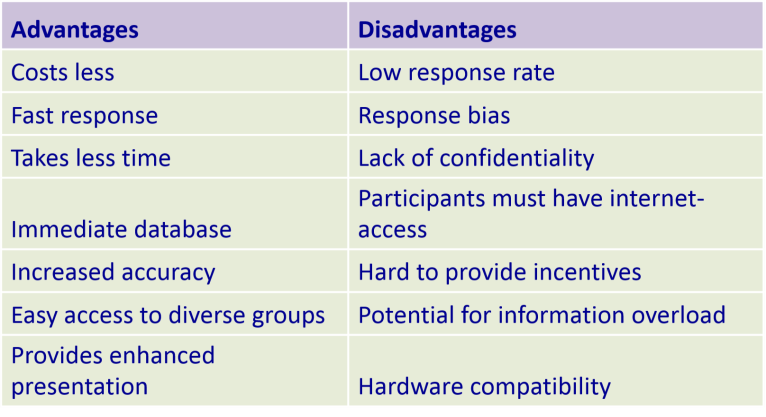 Advantages
Disadvantages
Costs less
Low response rate
Fast response
Response bias
Takes less time
Lack of confidentiality
Immediate database
Participants must have internet-
access
Increased accuracy
Hard to provide incentives
Easy access to diverse groups
Potential for information overload
Provides enhanced
presentation
Hardware compatibility